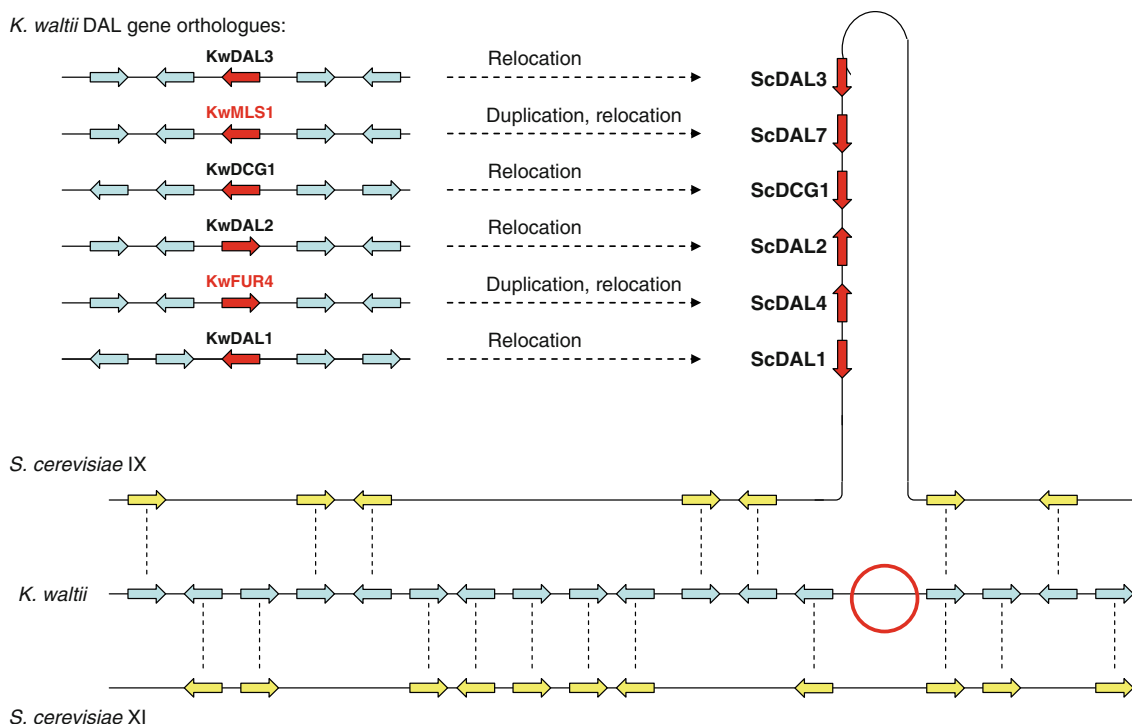 K. waltii DAL gene orthologues:
KwDAL3
Relocation
ScDAL3
KwMLS1
Duplication, relocation
ScDAL7
KwDCG1
Relocation
ScDCG1
KwDAL2
Relocation
ScDAL2
KwFUR4
Duplication, relocation
ScDAL4
KwDAL1
Relocation
ScDAL1
S. cerevisiae IX
K. waltii
S. cerevisiae XI